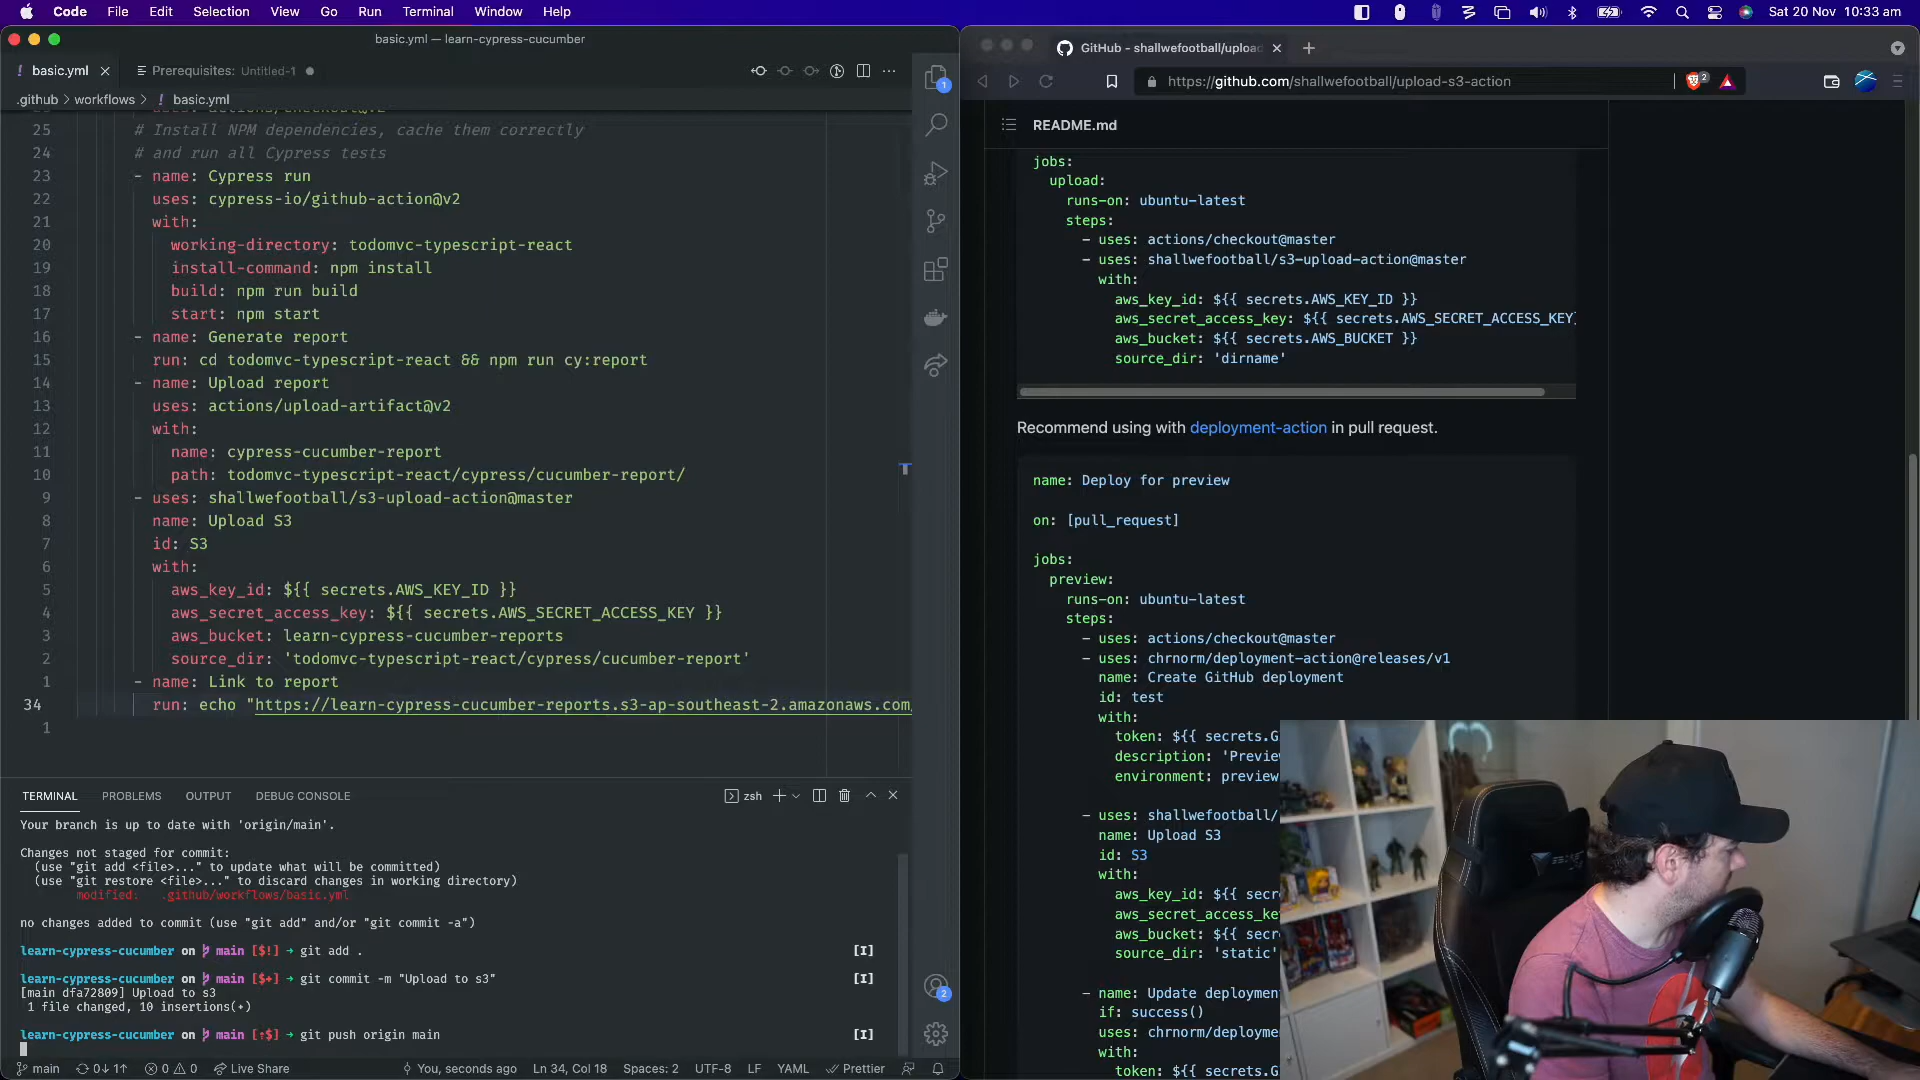 Code File Edit Selection View Go Run Terminal Window Help
Sat 20 Nov 10:33 am
basic.yml — learn-cypress-cucumber
! basic.yml
Prerequisites: Untitled-1
.github > workflows > ! basic.yml
25 # Install NPM dependencies, cache them correctly
24 # and run all Cypress tests
23 - name: Cypress run
22 uses: cypress-io/github-action@v2
21 with:
20 working-directory: todomvc-typescript-react
19 install-command: npm install
18 build: npm run build
17 start: npm start
16 - name: Generate report
15 run: cd todomvc-typescript-react && npm run cy:report
14 - name: Upload report
13 uses: actions/upload-artifact@v2
12 with:
11 name: cypress-cucumber-report
10 path: todomvc-typescript-react/cypress/cucumber-report/
9 - uses: shallwefootball/s3-upload-action@master
8 name: Upload S3
7 id: S3
6 with:
5 aws_key_id: ${{ secrets.AWS_KEY_ID }}
4 aws_secret_access_key: ${{ secrets.AWS_SECRET_ACCESS_KEY }}
3 aws_bucket: learn-cypress-cucumber-reports
2 source_dir: 'todomvc-typescript-react/cypress/cucumber-report'
1 - name: Link to report
34 run: echo "https://learn-cypress-cucumber-reports.s3-ap-southeast-2.amazonaws.com/
1
TERMINAL PROBLEMS OUTPUT DEBUG CONSOLE
zsh
Your branch is up to date with 'origin/main'.
Changes not staged for commit:
(use "git add <file>..." to update what will be committed)
(use "git restore <file>..." to discard changes in working directory)
modified: .github/workflows/basic.yml
no changes added to commit (use "git add" and/or "git commit -a")
learn-cypress-cucumber on main [$!] → git add . [I]
learn-cypress-cucumber on main [$+] → git commit -m "Upload to s3" [I]
[main dfa72809] Upload to s3
1 file changed, 10 insertions(+)
learn-cypress-cucumber on main [⇡$] → git push origin main [I]
main 0↓ 1↑ 0 0 Live Share You, seconds ago Ln 34, Col 18 Spaces: 2 UTF-8 LF YAML Prettier
1
2
GitHub - shallwefootball/upload
https://github.com/shallwefootball/upload-s3-action
2
README.md
jobs:
upload:
runs-on: ubuntu-latest
steps:
- uses: actions/checkout@master
- uses: shallwefootball/s3-upload-action@master
with:
aws_key_id: ${{ secrets.AWS_KEY_ID }}
aws_secret_access_key: ${{ secrets.AWS_SECRET_ACCESS_KEY}
aws_bucket: ${{ secrets.AWS_BUCKET }}
source_dir: 'dirname'
Recommend using with deployment-action in pull request.
name: Deploy for preview
on: [pull_request]
jobs:
preview:
runs-on: ubuntu-latest
steps:
- uses: actions/checkout@master
- uses: chrnorm/deployment-action@releases/v1
name: Create GitHub deployment
id: test
with:
token: ${{ secrets.G
description: 'Previe
environment: preview
- uses: shallwefootball/
name: Upload S3
id: S3
with:
aws_key_id: ${{ secr
aws_secret_access_ke
aws_bucket: ${{ secr
source_dir: 'static'
- name: Update deployment
if: success()
uses: chrnorm/deployme
with:
token: ${{ secrets.G